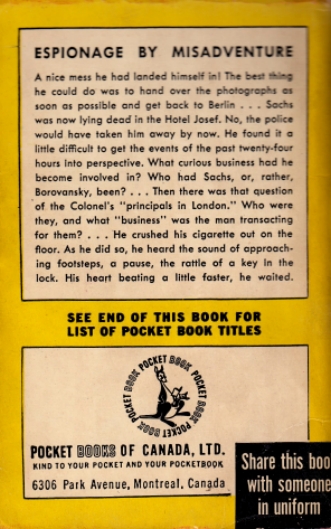 ESPIONAGE BY MISADVENTURE
A nice mess he had landed himself in! The best thing
he could do was to hand over the photographs as
soon as possible and get back to Berlin . . . Sachs
was now lying dead in the Hotel Josef. No, the police
would have taken him away by now. He found it a
little difficult to get the events of the past twenty-four
hours into perspective. What curious business had he
become involved in? Who had Sachs, or, rather,
Borovansky, been? . . . Then there was that question
of the Colonel's "principals in London." Who were
they, and what "business" was the man transacting
for them? . . . He crushed his cigarette out on the
floor. As he did so, he heard the sound of approach-
ing footsteps, a pause, the rattle of a key in the
lock. His heart beating a little faster, he waited.
SEE END OF THIS BOOK FOR
LIST OF POCKET BOOK TITLES
POCKET BOOK POCKET BOOK POCKET BOOK POCKET BOOK
POCKET BOOKS OF CANADA, LTD.
KIND TO YOUR POCKET AND YOUR POCKETBOOK
6306 Park Avenue, Montreal, Canada
Share this boo
with someone
in uniform